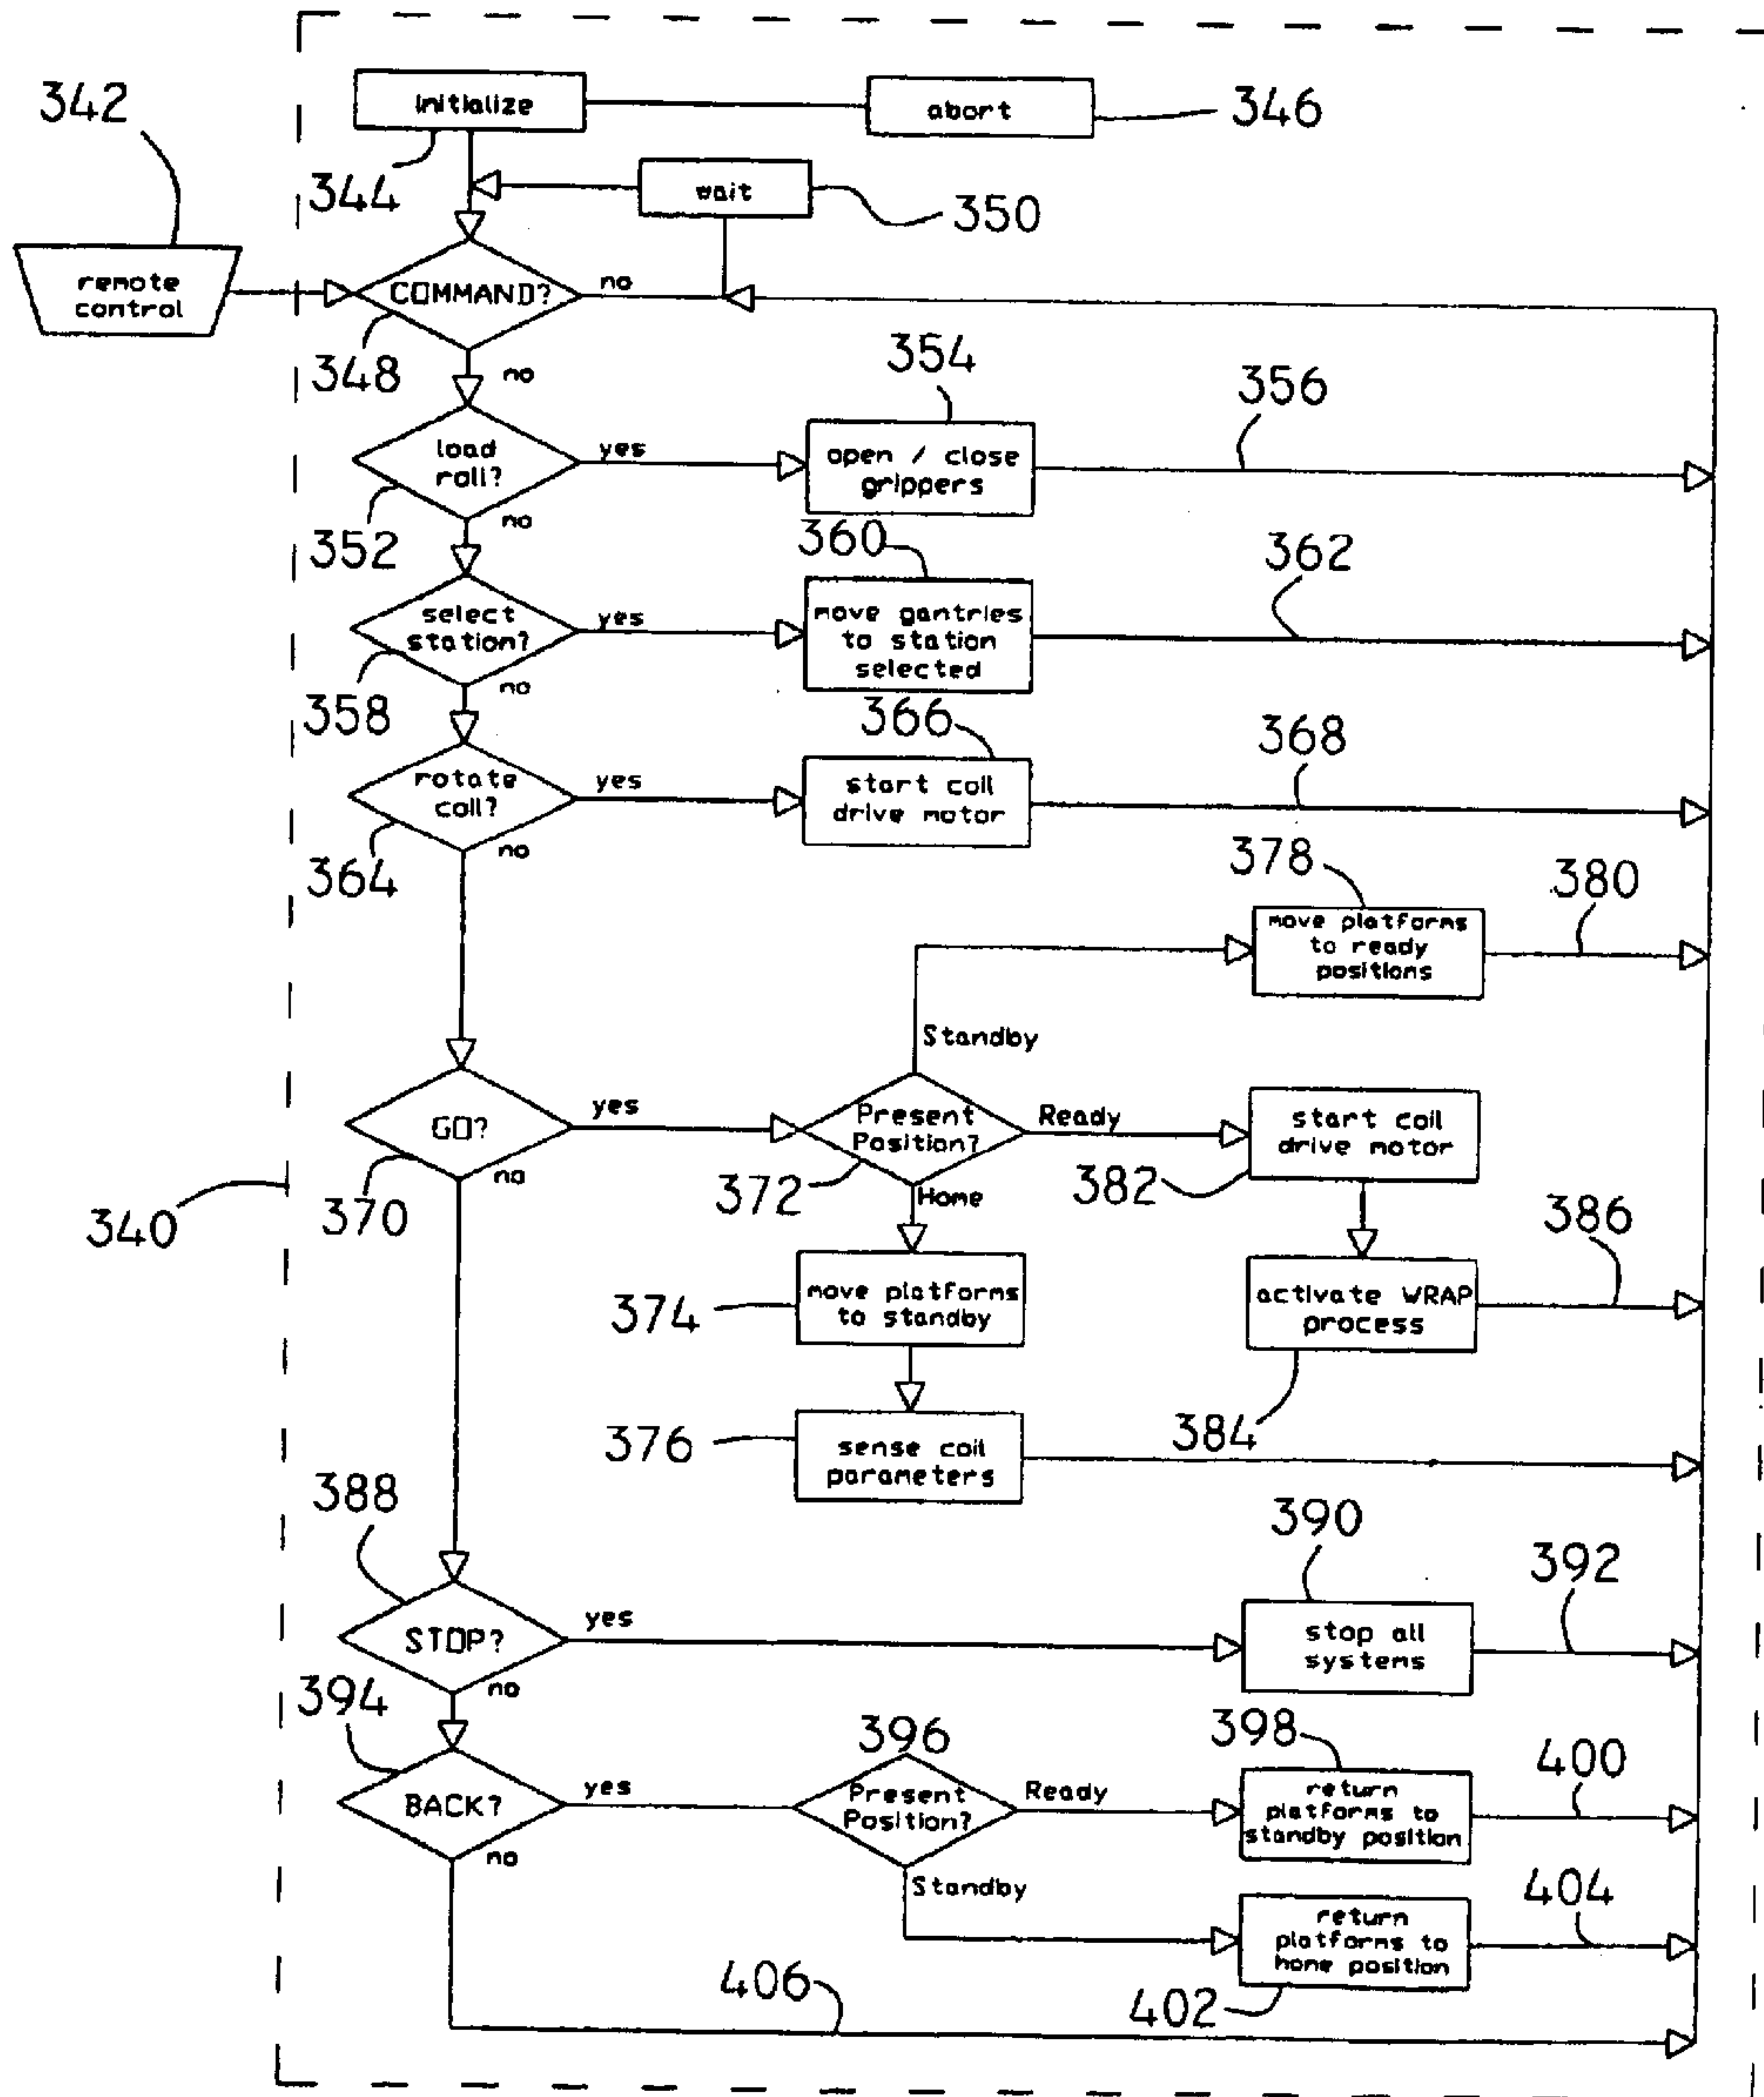 342
initialize
abort
346
344
wait
350
remote
control
COMMAND?
no
348
no
354
356
load
roll?
yes
open / close
grippers
352
no
360
362
select
station?
yes
move gantries
to station
selected
358
no
366
368
rotate
coil?
yes
start coil
drive motor
364
no
378
380
move platforms
to ready
positions
Standby
GO?
yes
Present
Position?
Ready
start coil
drive motor
340
370
no
372
Home
382
386
374
move platforms
to standby
activate WRAP
process
376
sense coil
parameters
384
388
390
392
STOP?
yes
stop all
systems
no
394
396
398
400
BACK?
yes
Present
Position?
Ready
return
platforms to
standby position
no
Standby
404
return
platforms to
home position
406
402